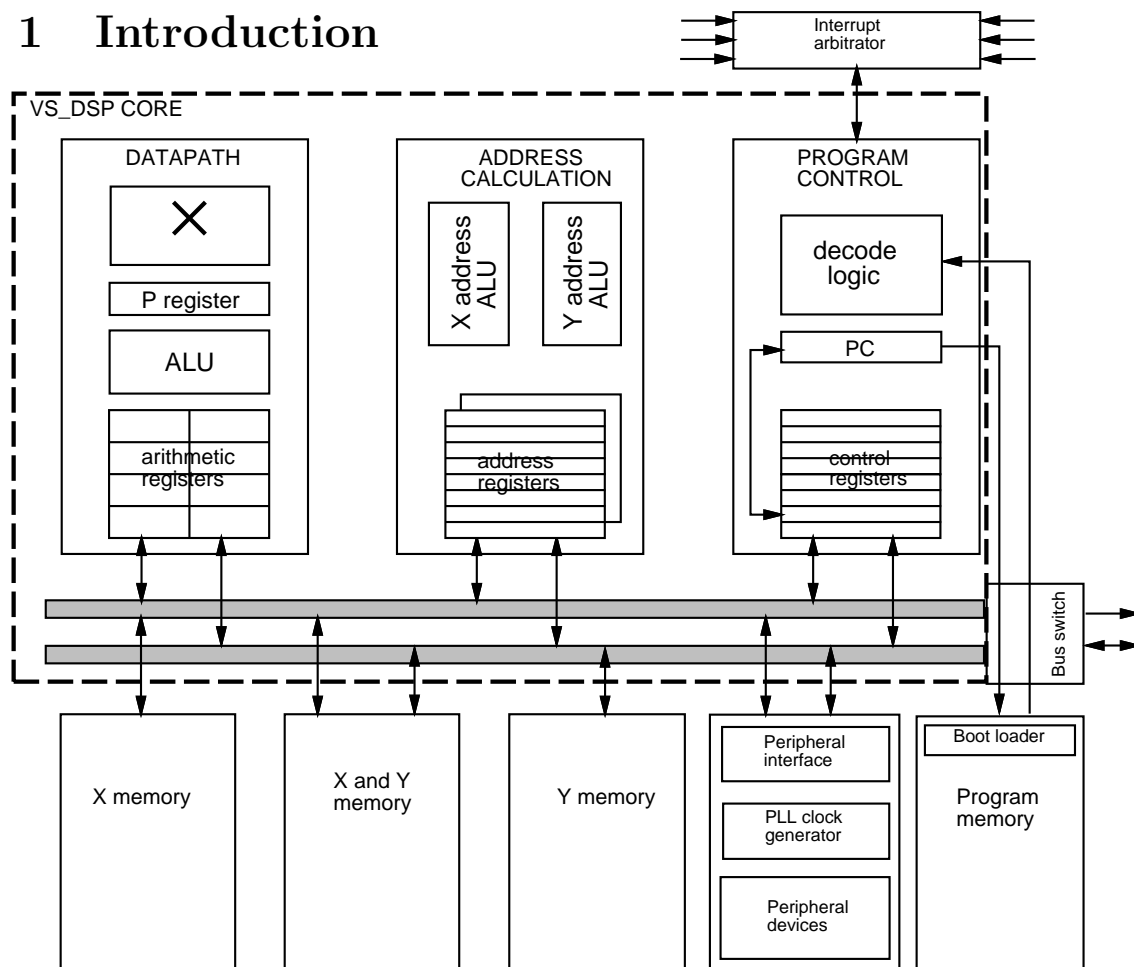 1 Introduction
Interrupt
arbitrator
VS_DSP CORE
DATAPATH
P register
ALU
arithmetic
registers
ADDRESS
CALCULATION
X address
ALU
Y address
ALU
address
registers
PROGRAM
CONTROL
decode
logic
PC
control
registers
Bus switch
X memory
X and Y
memory
Y memory
Peripheral
interface
PLL clock
generator
Peripheral
devices
Boot loader
Program
memory